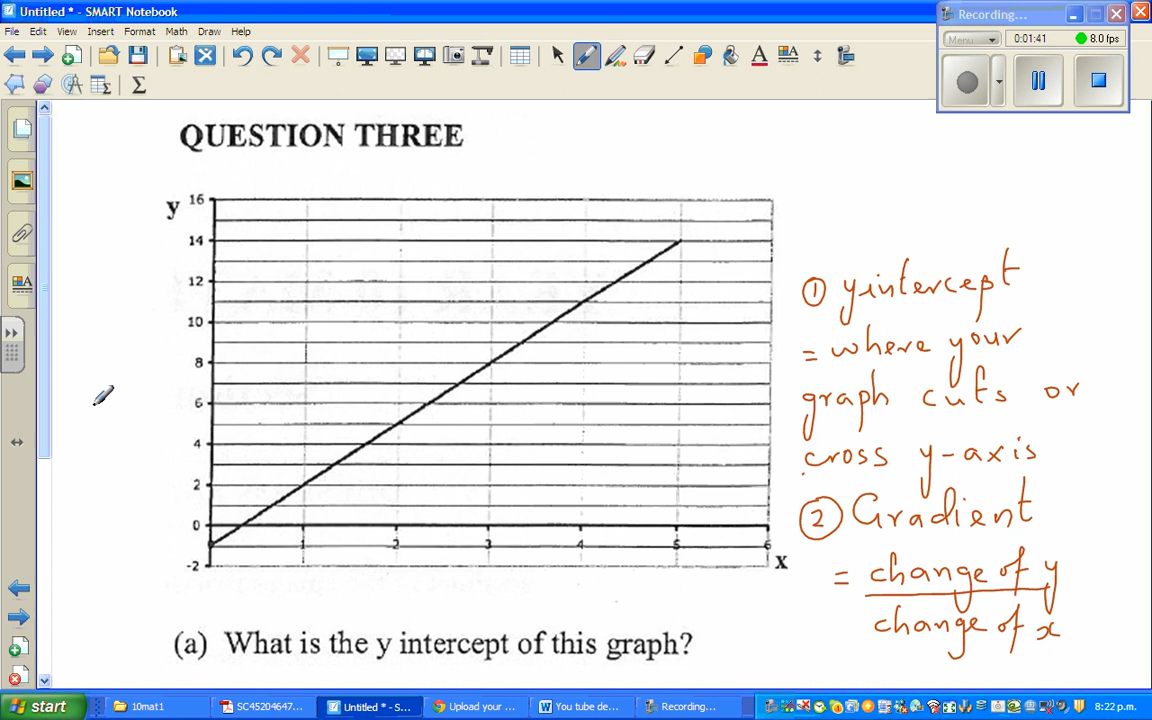 Untitled * - SMART Notebook
Recording...
File Edit View Insert Format Math Draw Help
Menu 0:01:41 8.0 fps
QUESTION THREE
y
16
14
12
10
8
6
4
2
0
-2
0 1 2 3 4 5 6
x
① y intercept
= where your
graph cuts or
cross y-axis
② Gradient
= change of y
change of x
(a) What is the y intercept of this graph?
start 10mat1 SC45204647... Untitled * - S... Upload your ... You tube de... Recording... 8:22 p.m.